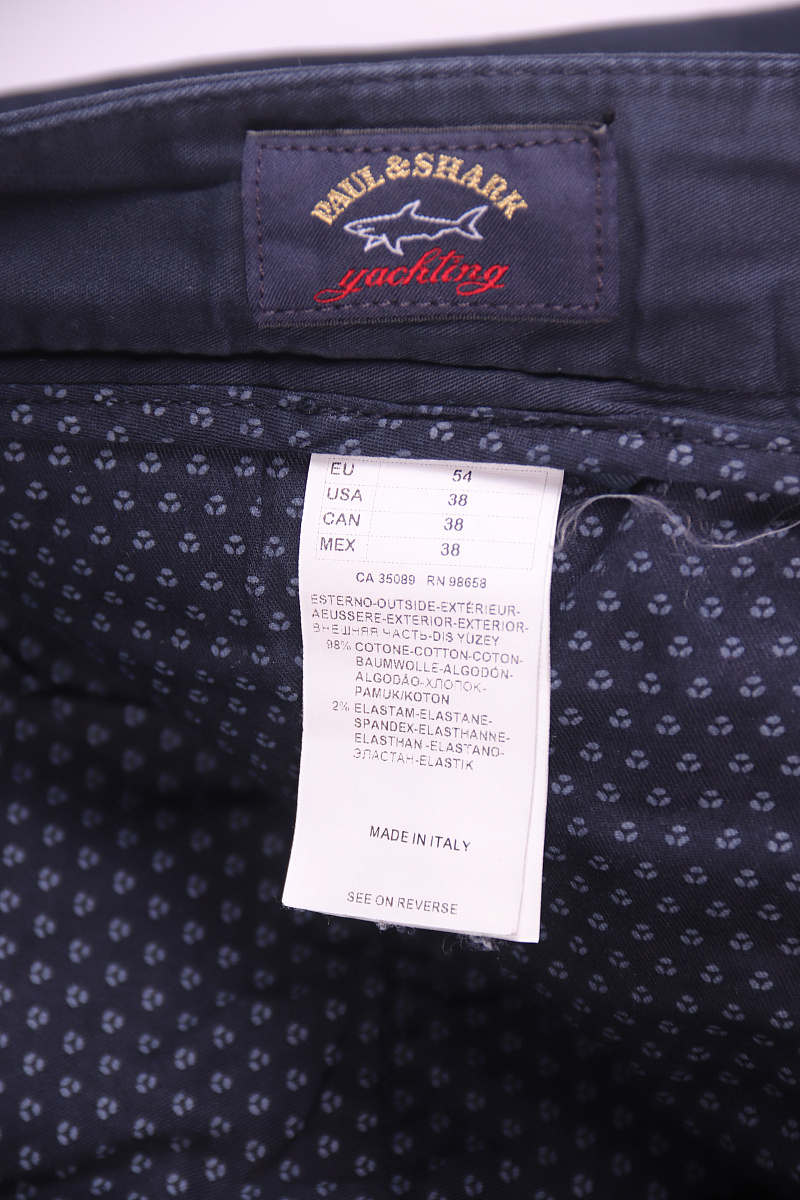 PAUL & SHARK
yachting
EU 54
USA 38
CAN 38
MEX 38
CA 35089 RN 98658
ESTERNO-OUTSIDE-EXTÉRIEUR-
AEUSSERE-EXTERIOR-EXTERIOR-
ВНЕШНЯЯ ЧАСТЬ-DIS YÜZEY
98% COTONE-COTTON-COTON-
BAUMWOLLE-ALGODÓN-
ALGODÃO-ХЛОПОК-
PAMUK/KOTON
2% ELASTAM-ELASTANE-
SPANDEX-ELASTHANNE-
ELASTHAN-ELASTANO-
ЭЛАСТАН-ELASTIK
MADE IN ITALY
SEE ON REVERSE